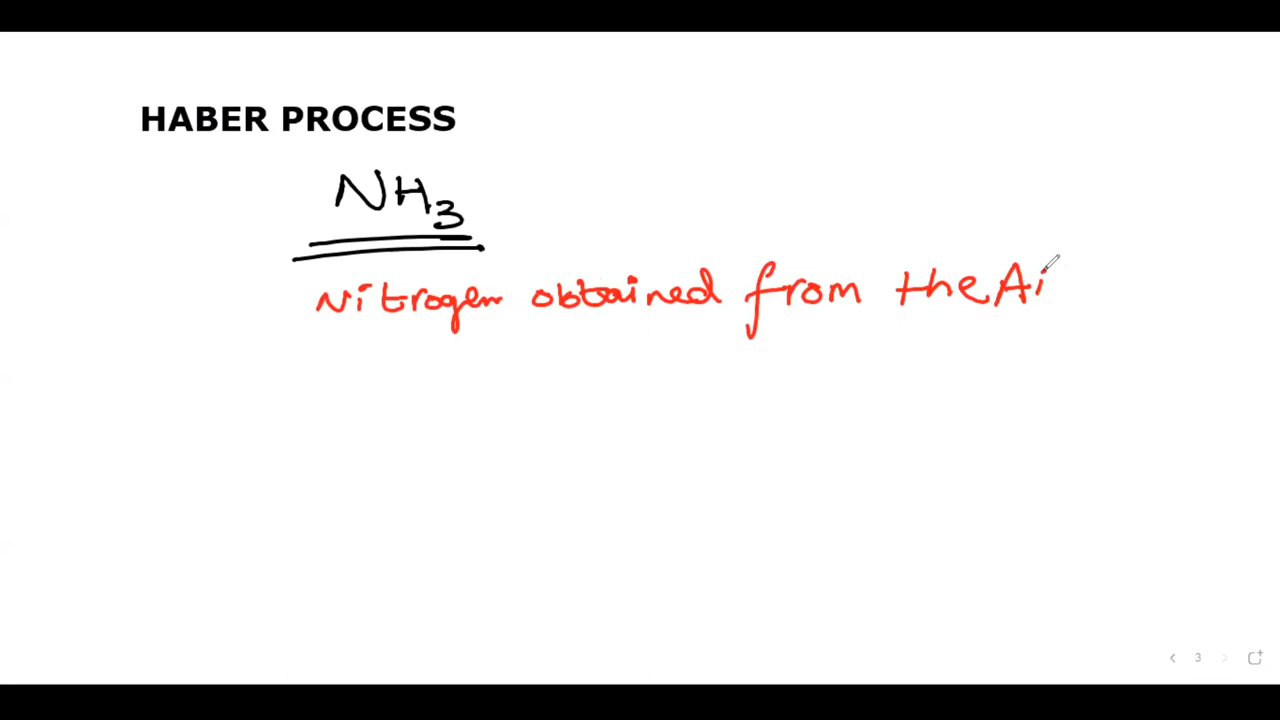 HABER PROCESS
NH3
Nitrogen obtained from the Ai
3